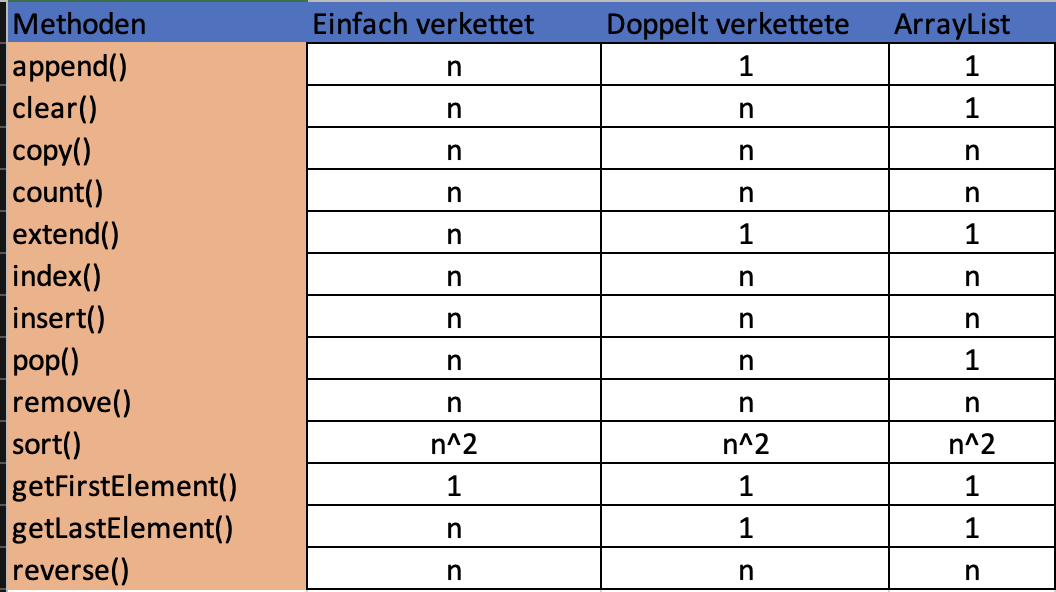 Methoden Einfach verkettet Doppelt verkettete ArrayList
append() n 1 1
clear() n n 1
copy() n n n
count() n n n
extend() n 1 1
index() n n n
insert() n n n
pop() n n 1
remove() n n n
sort() n^2 n^2 n^2
getFirstElement() 1 1 1
getLastElement() n 1 1
reverse() n n n